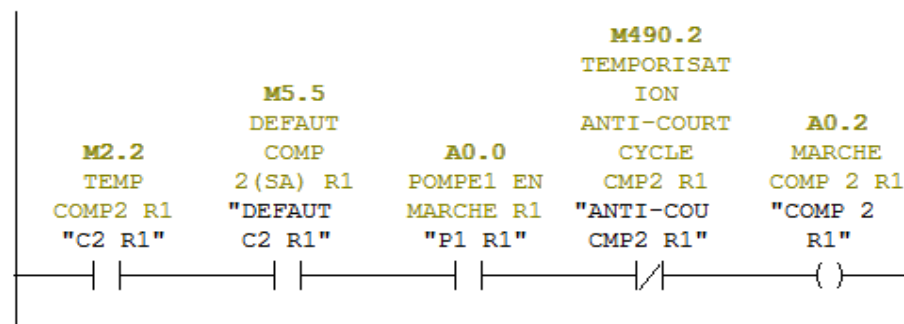 M2.2
TEMP
COMP2 R1
"C2 R1"
M5.5
DEFAUT
COMP
2(SA) R1
"DEFAUT
C2 R1"
A0.0
POMPE1 EN
MARCHE R1
"P1 R1"
M490.2
TEMPORISAT
ION
ANTI-COURT
CYCLE
CMP2 R1
"ANTI-COU
CMP2 R1"
A0.2
MARCHE
COMP 2 R1
"COMP 2
R1"